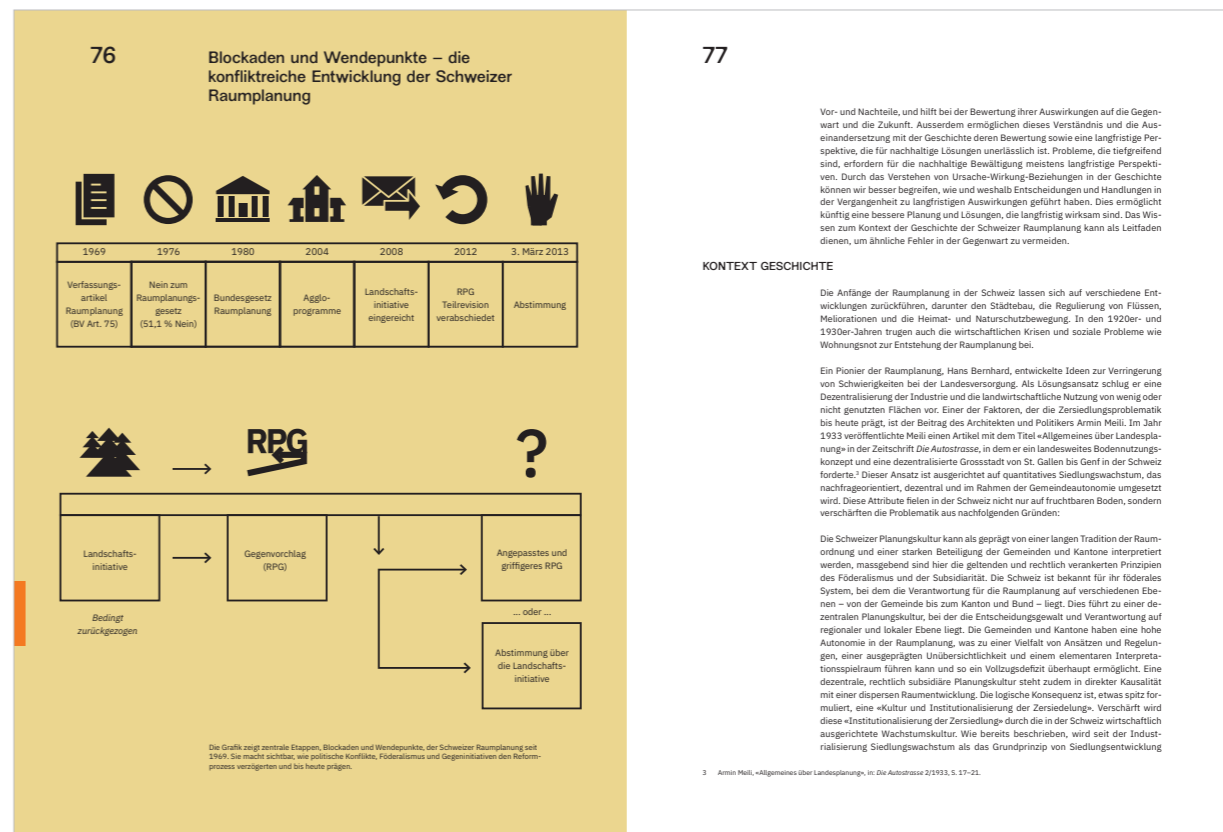 76
Blockaden und Wendepunkte – die
konfliktreiche Entwicklung der Schweizer
Raumplanung
1969
1976
1980
2004
2008
2012
3. März 2013
Verfassungs-
artikel
Raumplanung
(BV Art. 75)
Nein zum
Raumplanungs-
gesetz
(51,1 % Nein)
Bundesgesetz
Raumplanung
Agglo-
programme
Landschafts-
initiative
eingereicht
RPG
Teilrevision
verabschiedet
Abstimmung
RPG
?
Landschafts-
initiative
Gegenvorchlag
(RPG)
Angepasstes und
griffigeres RPG
Bedingt
zurückgezogen
... oder ...
Abstimmung über
die Landschafts-
initiative
Die Grafik zeigt zentrale Etappen, Blockaden und Wendepunkte, der Schweizer Raumplanung seit
1969. Sie macht sichtbar, wie politische Konflikte, Föderalismus und Gegeninitiativen den Reform-
prozess verzögerten und bis heute prägen.
77
Vor- und Nachteile, und hilft bei der Bewertung ihrer Auswirkungen auf die Gegen-
wart und die Zukunft. Ausserdem ermöglichen dieses Verständnis und die Aus-
einandersetzung mit der Geschichte deren Bewertung sowie eine langfristige Per-
spektive, die für nachhaltige Lösungen unerlässlich ist. Probleme, die tiefgreifend
sind, erfordern für die nachhaltige Bewältigung meistens langfristige Perspekti-
ven. Durch das Verstehen von Ursache-Wirkung-Beziehungen in der Geschichte
können wir besser begreifen, wie und weshalb Entscheidungen und Handlungen in
der Vergangenheit zu langfristigen Auswirkungen geführt haben. Dies ermöglicht
künftig eine bessere Planung und Lösungen, die langfristig wirksam sind. Das Wis-
sen zum Kontext der Geschichte der Schweizer Raumplanung kann als Leitfaden
dienen, um ähnliche Fehler in der Gegenwart zu vermeiden.
KONTEXT GESCHICHTE
Die Anfänge der Raumplanung in der Schweiz lassen sich auf verschiedene Ent-
wicklungen zurückführen, darunter den Städtebau, die Regulierung von Flüssen,
Meliorationen und die Heimat- und Naturschutzbewegung. In den 1920er- und
1930er-Jahren trugen auch die wirtschaftlichen Krisen und soziale Probleme wie
Wohnungsnot zur Entstehung der Raumplanung bei.
Ein Pionier der Raumplanung, Hans Bernhard, entwickelte Ideen zur Verringerung
von Schwierigkeiten bei der Landesversorgung. Als Lösungsansatz schlug er eine
Dezentralisierung der Industrie und die landwirtschaftliche Nutzung von wenig oder
nicht genutzten Flächen vor. Einer der Faktoren, der die Zersiedlungsproblematik
bis heute prägt, ist der Beitrag des Architekten und Politikers Armin Meili. Im Jahr
1933 veröffentlichte Meili einen Artikel mit dem Titel «Allgemeines über Landespla-
nung» in der Zeitschrift Die Autostrasse, in dem er ein landesweites Bodennutzungs-
konzept und eine dezentralisierte Grossstadt von St. Gallen bis Genf in der Schweiz
forderte.³ Dieser Ansatz ist ausgerichtet auf quantitatives Siedlungswachstum, das
nachfrageorientiert, dezentral und im Rahmen der Gemeindeautonomie umgesetzt
wird. Diese Attribute fielen in der Schweiz nicht nur auf fruchtbaren Boden, sondern
verschärften die Problematik aus nachfolgenden Gründen:
Die Schweizer Planungskultur kann als geprägt von einer langen Tradition der Raum-
ordnung und einer starken Beteiligung der Gemeinden und Kantone interpretiert
werden, massgebend sind hier die geltenden und rechtlich verankerten Prinzipien
des Föderalismus und der Subsidiarität. Die Schweiz ist bekannt für ihr föderales
System, bei dem die Verantwortung für die Raumplanung auf verschiedenen Ebe-
nen – von der Gemeinde bis zum Kanton und Bund – liegt. Dies führt zu einer de-
zentralen Planungskultur, bei der die Entscheidungsgewalt und Verantwortung auf
regionaler und lokaler Ebene liegt. Die Gemeinden und Kantone haben eine hohe
Autonomie in der Raumplanung, was zu einer Vielfalt von Ansätzen und Regelun-
gen, einer ausgeprägten Unübersichtlichkeit und einem elementaren Interpreta-
tionsspielraum führen kann und so ein Vollzugsdefizit überhaupt ermöglicht. Eine
dezentrale, rechtlich subsidiäre Planungskultur steht zudem in direkter Kausalität
mit einer dispersen Raumentwicklung. Die logische Konsequenz ist, etwas spitz for-
muliert, eine «Kultur und Institutionalisierung der Zersiedelung». Verschärft wird
diese «Institutionalisierung der Zersiedlung» durch die in der Schweiz wirtschaftlich
ausgerichtete Wachstumskultur. Wie bereits beschrieben, wird seit der Indust-
rialisierung Siedlungswachstum als das Grundprinzip von Siedlungsentwicklung
3 Armin Meili, «Allgemeines über Landesplanung», in: Die Autostrasse 2/1933, S. 17–21.